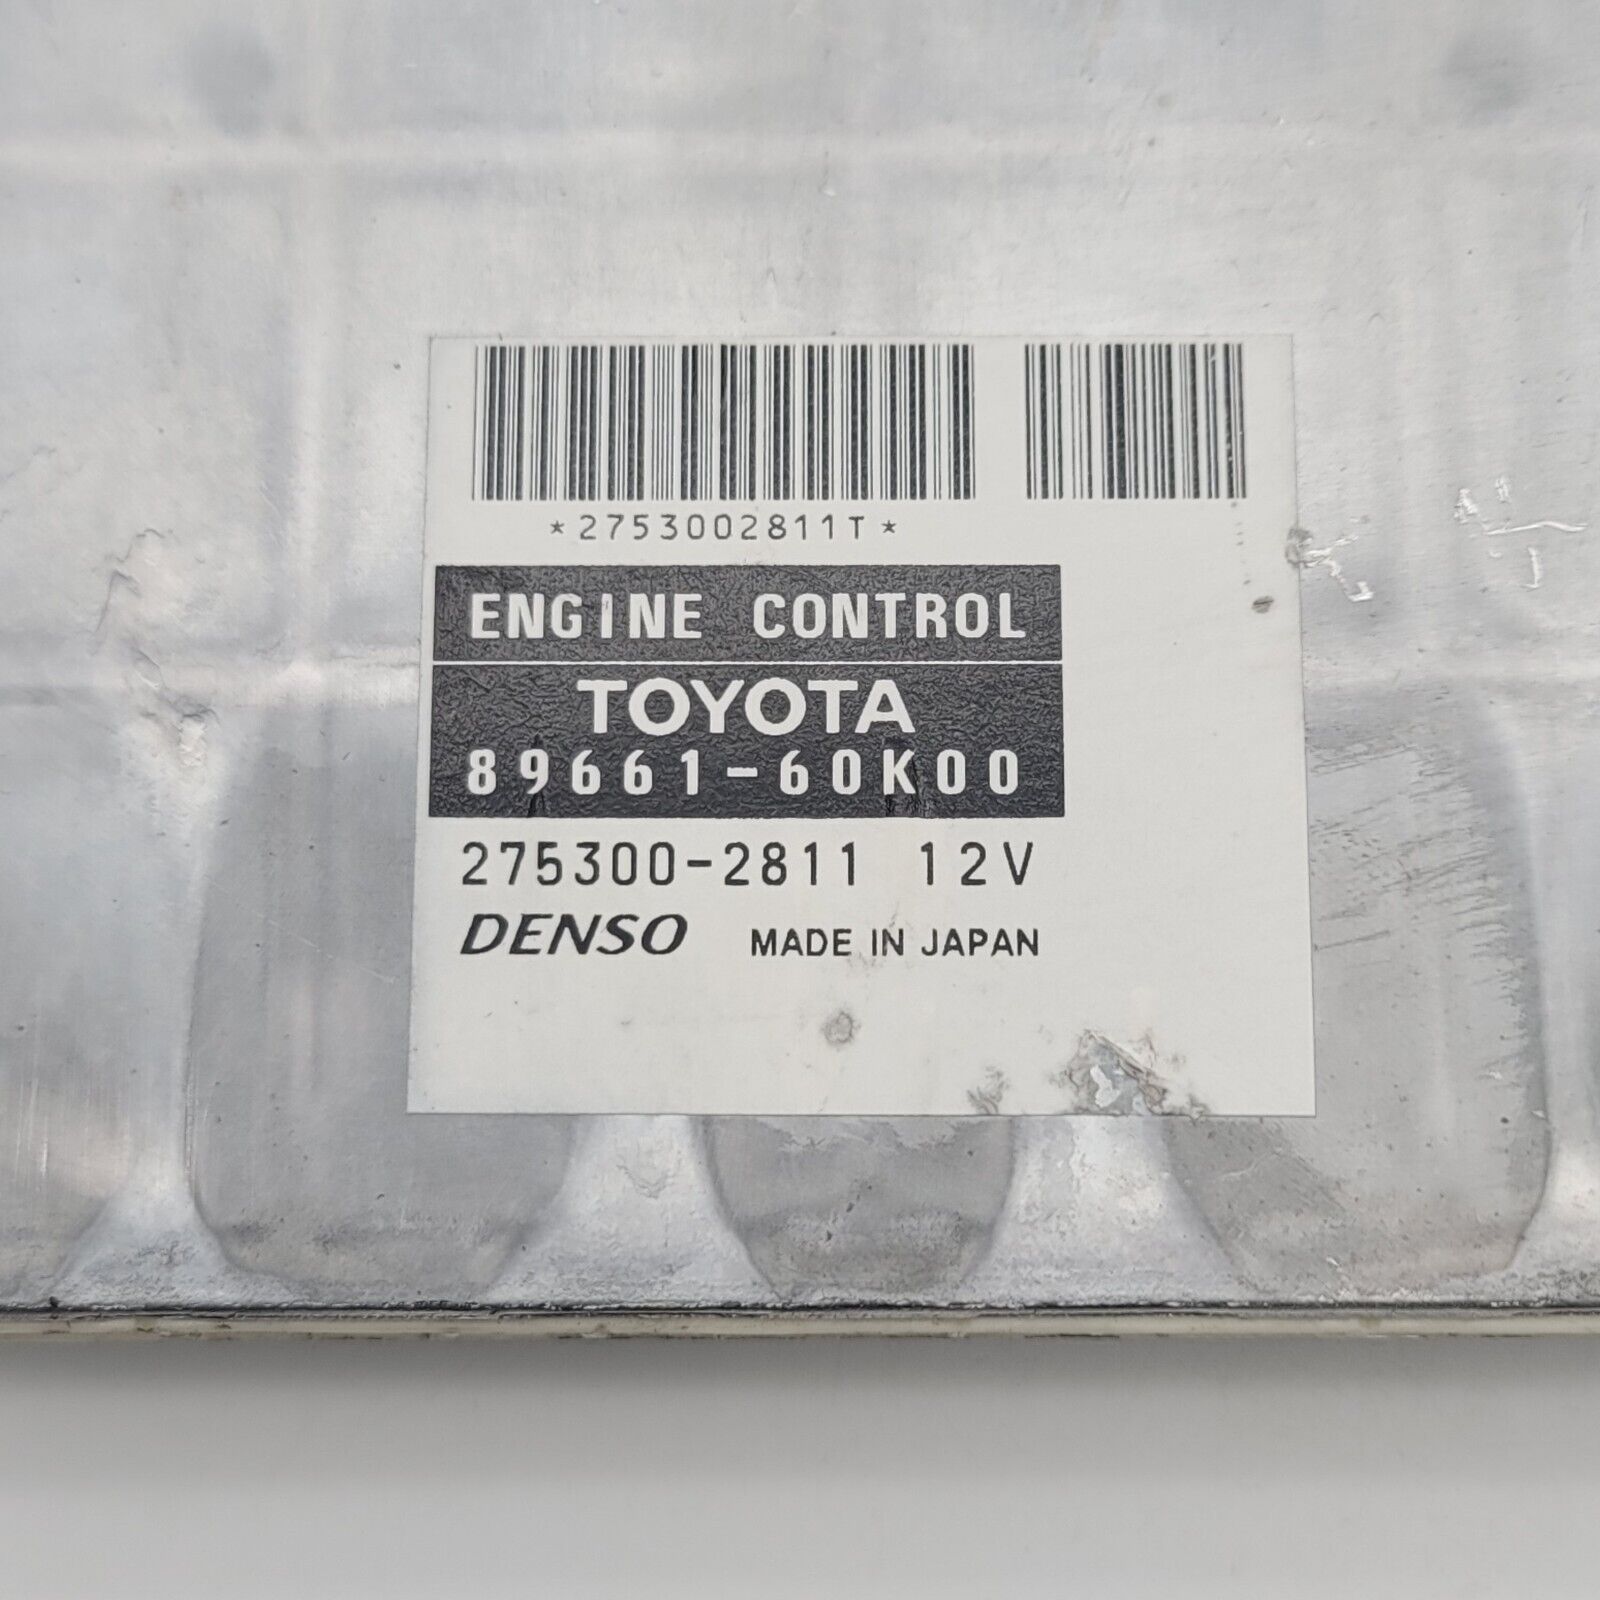 *2753002811T*
ENGINE CONTROL
TOYOTA
89661-60K00
275300-2811 12V
DENSO MADE IN JAPAN